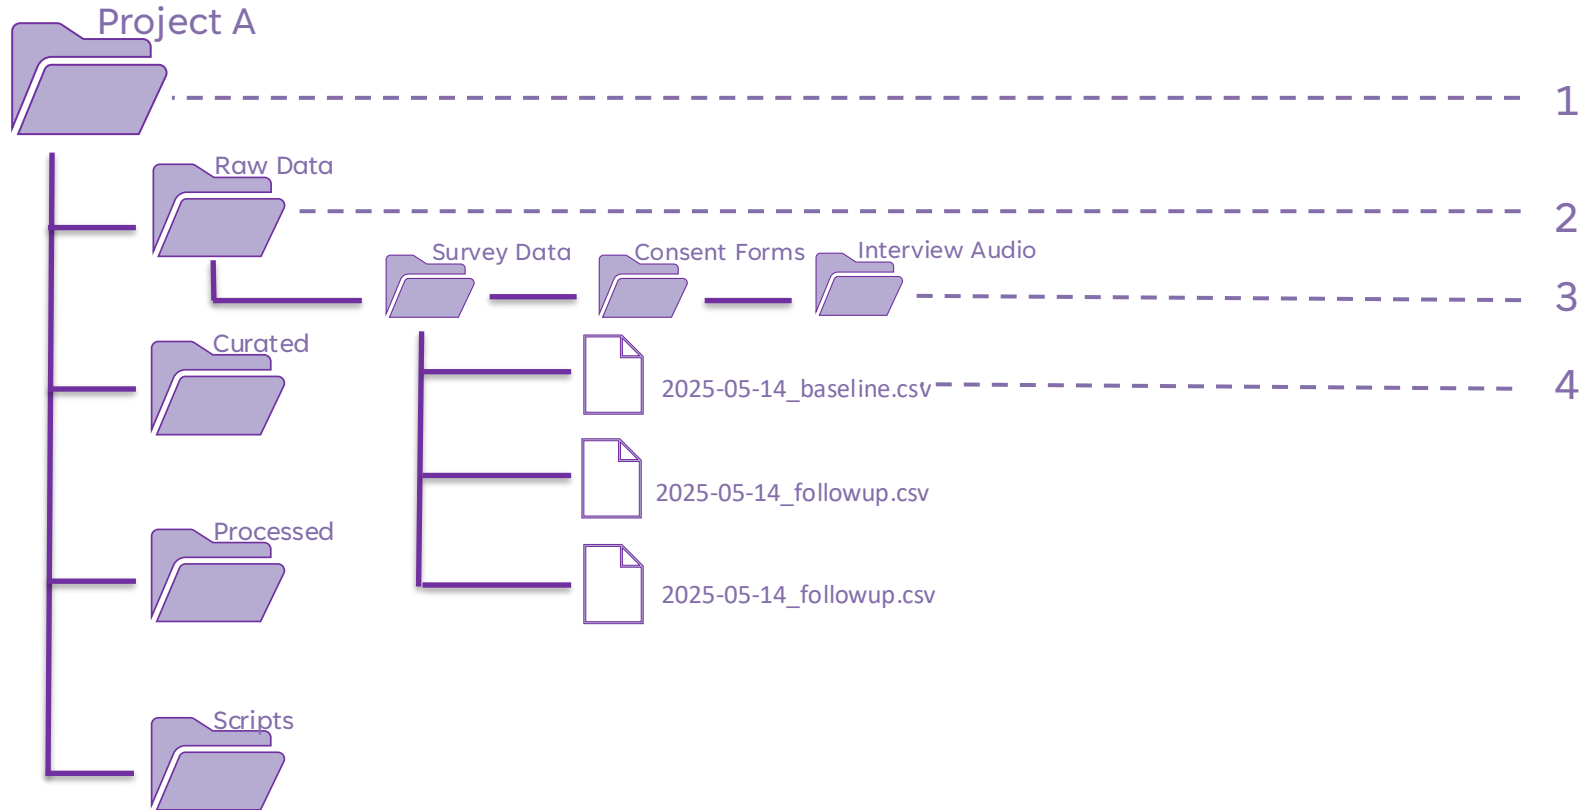 Project A
1
Raw Data
2
Survey Data
Consent Forms
Interview Audio
3
Curated
2025-05-14_baseline.csv
4
2025-05-14_followup.csv
Processed
2025-05-14_followup.csv
Scripts